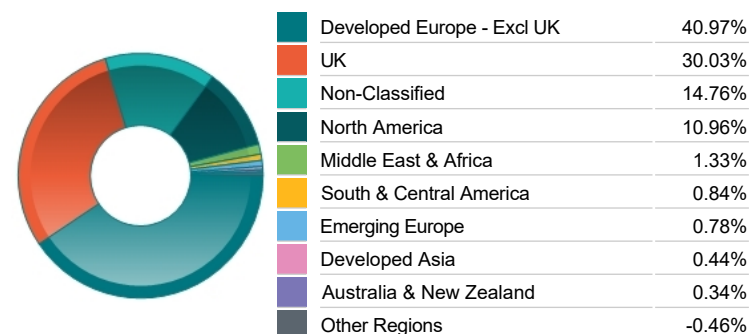 Developed Europe - Excl UK 40.97%
UK 30.03%
Non-Classified 14.76%
North America 10.96%
Middle East & Africa 1.33%
South & Central America 0.84%
Emerging Europe 0.78%
Developed Asia 0.44%
Australia & New Zealand 0.34%
Other Regions -0.46%